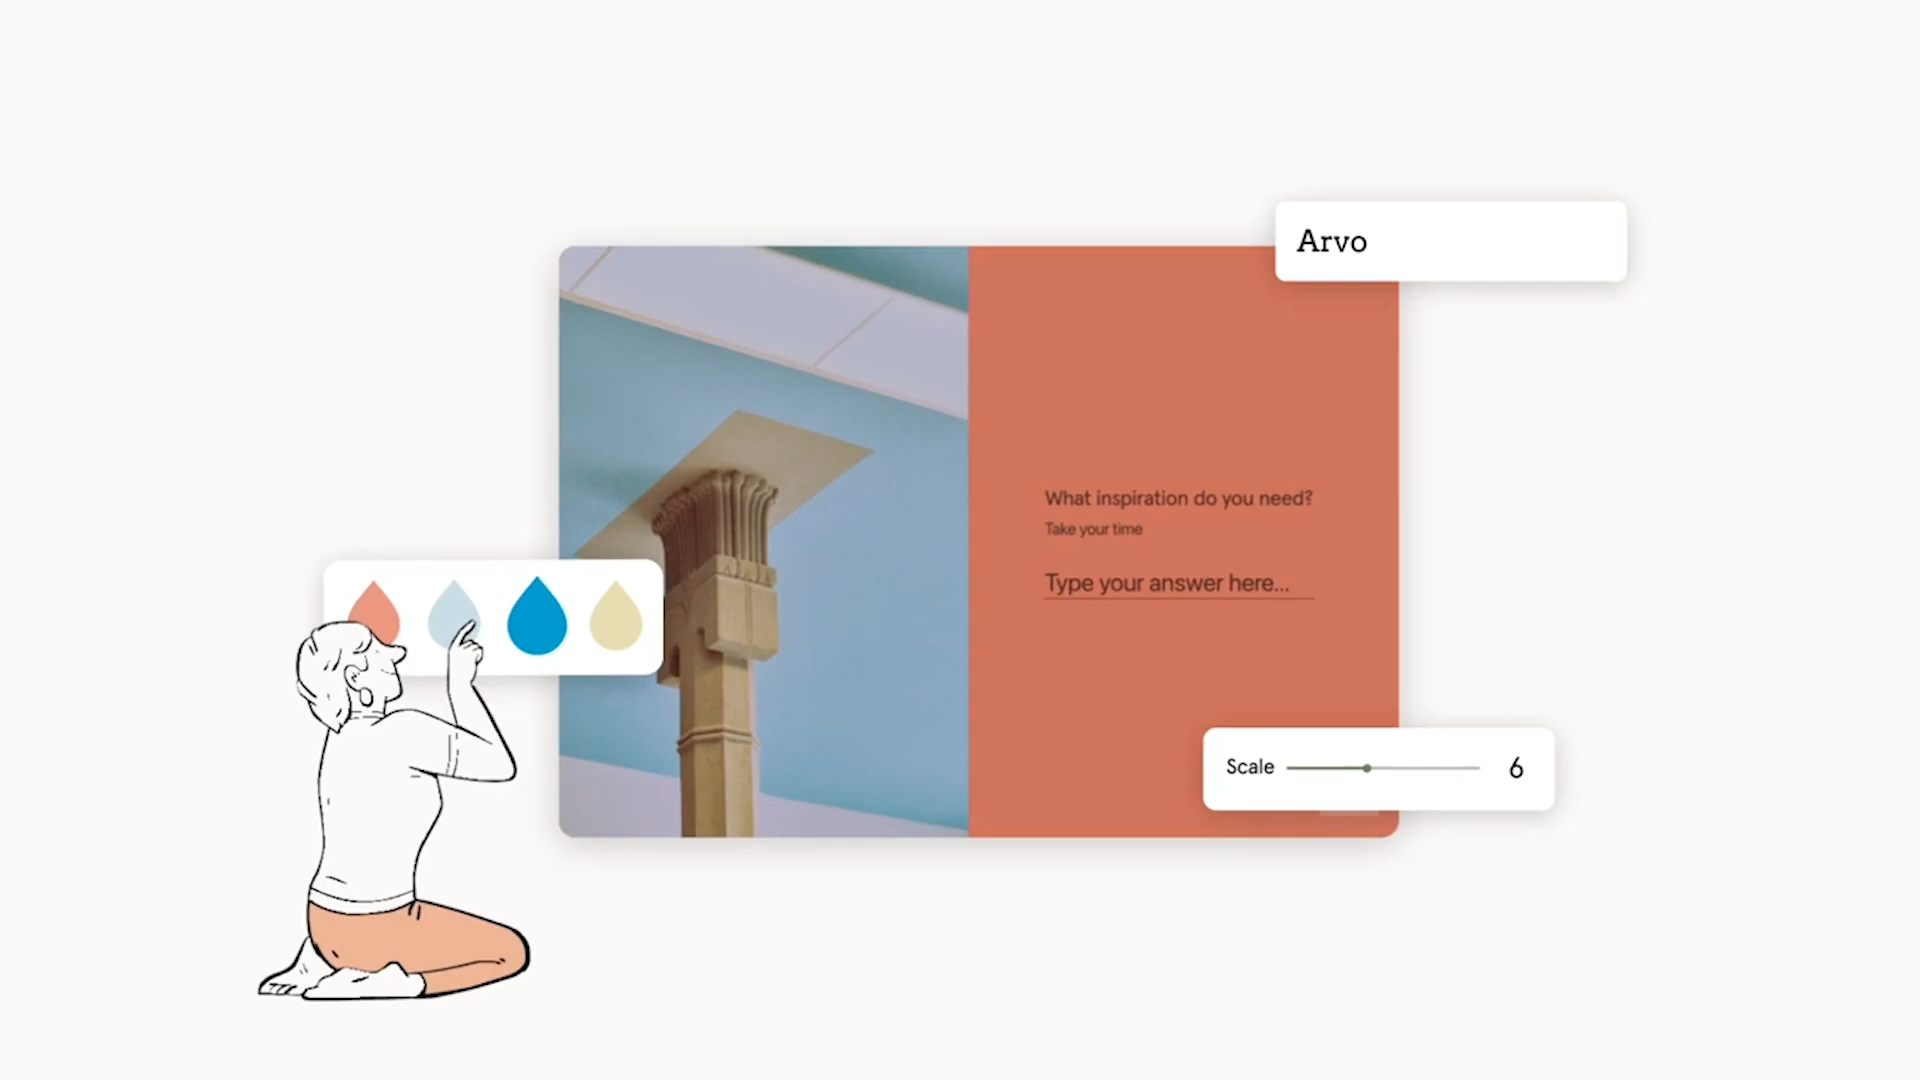 Arvo
What inspiration do you need?
Take your time
Type your answer here...
Scale 6